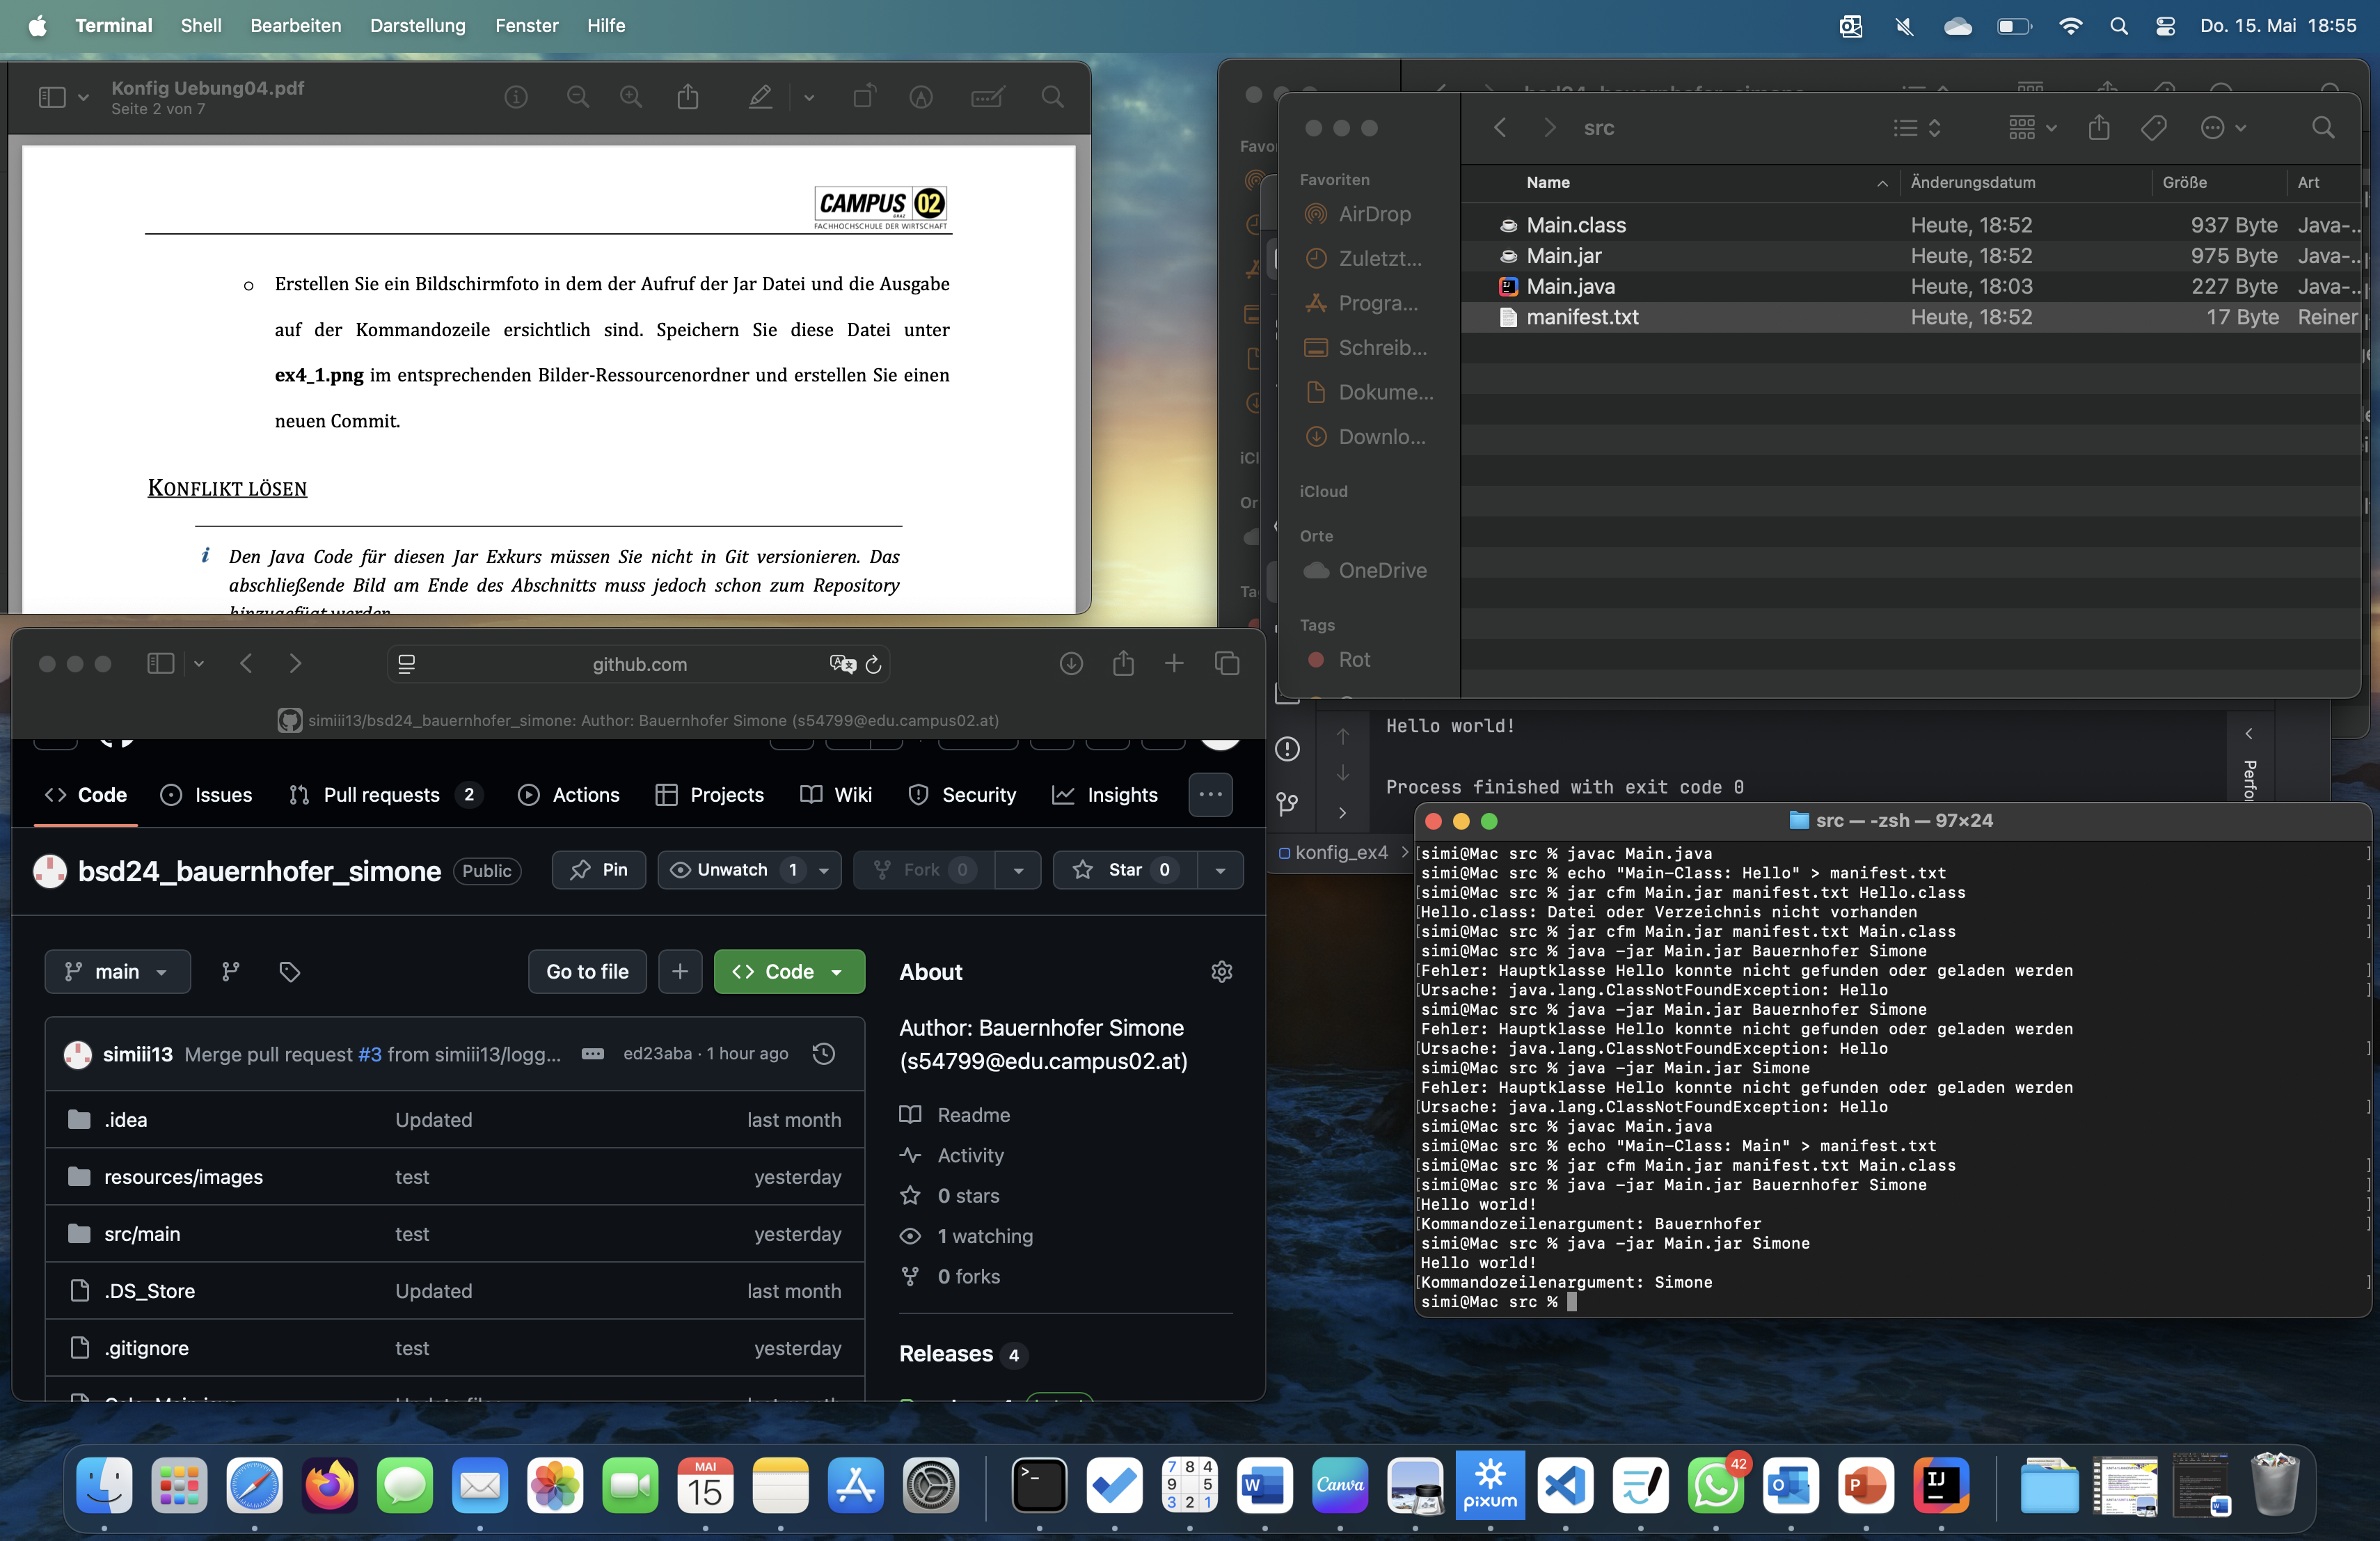 Terminal Shell Bearbeiten Darstellung Fenster Hilfe
Do. 15. Mai 18:55
Konfig Uebung04.pdf
Seite 2 von 7
CAMPUS 02
FACHHOCHSCHULE DER WIRTSCHAFT
o Erstellen Sie ein Bildschirmfoto in dem der Aufruf der Jar Datei und die Ausgabe
auf der Kommandozeile ersichtlich sind. Speichern Sie diese Datei unter
ex4_1.png im entsprechenden Bilder-Ressourcenordner und erstellen Sie einen
neuen Commit.
KONFLIKT LÖSEN
i Den Java Code für diesen Jar Exkurs müssen Sie nicht in Git versionieren. Das
abschließende Bild am Ende des Abschnitts muss jedoch schon zum Repository
hinzugefügt werden
src
Favoriten
AirDrop
Zuletzt...
Progra...
Schreib...
Dokume...
Downlo...
iCloud
Orte
OneDrive
Tags
Rot
Name Änderungsdatum Größe Art
Main.class Heute, 18:52 937 Byte Java-..
Main.jar Heute, 18:52 975 Byte Java-..
Main.java Heute, 18:03 227 Byte Java-..
manifest.txt Heute, 18:52 17 Byte Reiner
Hello world!
Process finished with exit code 0
konfig_ex4
github.com
simiii13/bsd24_bauernhofer_simone: Author: Bauernhofer Simone (s54799@edu.campus02.at)
Code Issues Pull requests 2 Actions Projects Wiki Security Insights
bsd24_bauernhofer_simone Public Pin Unwatch 1 Fork 0 Star 0
main Go to file + Code
simiii13 Merge pull request #3 from simiii13/logg... ed23aba · 1 hour ago
.idea Updated last month
resources/images test yesterday
src/main test yesterday
.DS_Store Updated last month
.gitignore test yesterday
About
Author: Bauernhofer Simone
(s54799@edu.campus02.at)
Readme
Activity
0 stars
1 watching
0 forks
Releases 4
src — -zsh — 97×24
simi@Mac src % javac Main.java
simi@Mac src % echo "Main-Class: Hello" > manifest.txt
simi@Mac src % jar cfm Main.jar manifest.txt Hello.class
Hello.class: Datei oder Verzeichnis nicht vorhanden
simi@Mac src % jar cfm Main.jar manifest.txt Main.class
simi@Mac src % java -jar Main.jar Bauernhofer Simone
Fehler: Hauptklasse Hello konnte nicht gefunden oder geladen werden
Ursache: java.lang.ClassNotFoundException: Hello
simi@Mac src % java -jar Main.jar Bauernhofer Simone
Fehler: Hauptklasse Hello konnte nicht gefunden oder geladen werden
Ursache: java.lang.ClassNotFoundException: Hello
simi@Mac src % java -jar Main.jar Simone
Fehler: Hauptklasse Hello konnte nicht gefunden oder geladen werden
Ursache: java.lang.ClassNotFoundException: Hello
simi@Mac src % javac Main.java
simi@Mac src % echo "Main-Class: Main" > manifest.txt
simi@Mac src % jar cfm Main.jar manifest.txt Main.class
simi@Mac src % java -jar Main.jar Bauernhofer Simone
Hello world!
Kommandozeilenargument: Bauernhofer
simi@Mac src % java -jar Main.jar Simone
Hello world!
Kommandozeilenargument: Simone
simi@Mac src %
MAI
15
7 8 4
9 5
3 2 1
Canva
pixum
42
IJ